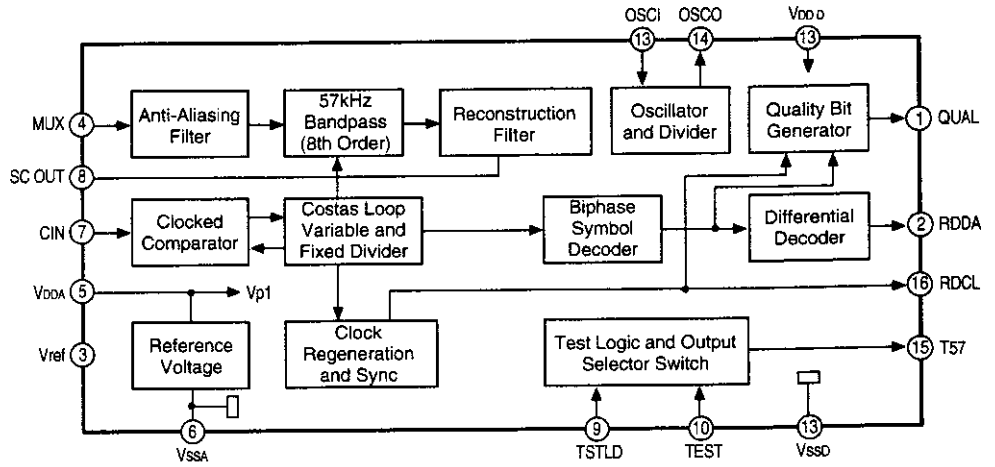 OSCI OSCO VDDD
13 14 13
MUX 4
Anti-Aliasing
Filter
57kHz
Bandpass
(8th Order)
Reconstruction
Filter
Oscillator
and Divider
Quality Bit
Generator
1 QUAL
SC OUT 8
CIN 7
Clocked
Comparator
Costas Loop
Variable and
Fixed Divider
Biphase
Symbol
Decoder
Differential
Decoder
2 RDDA
VDDA 5
Vp1
16 RDCL
Vref 3
Reference
Voltage
Clock
Regeneration
and Sync
Test Logic and Output
Selector Switch
15 T57
6 9 10 13
VSSA TSTLD TEST VSSD